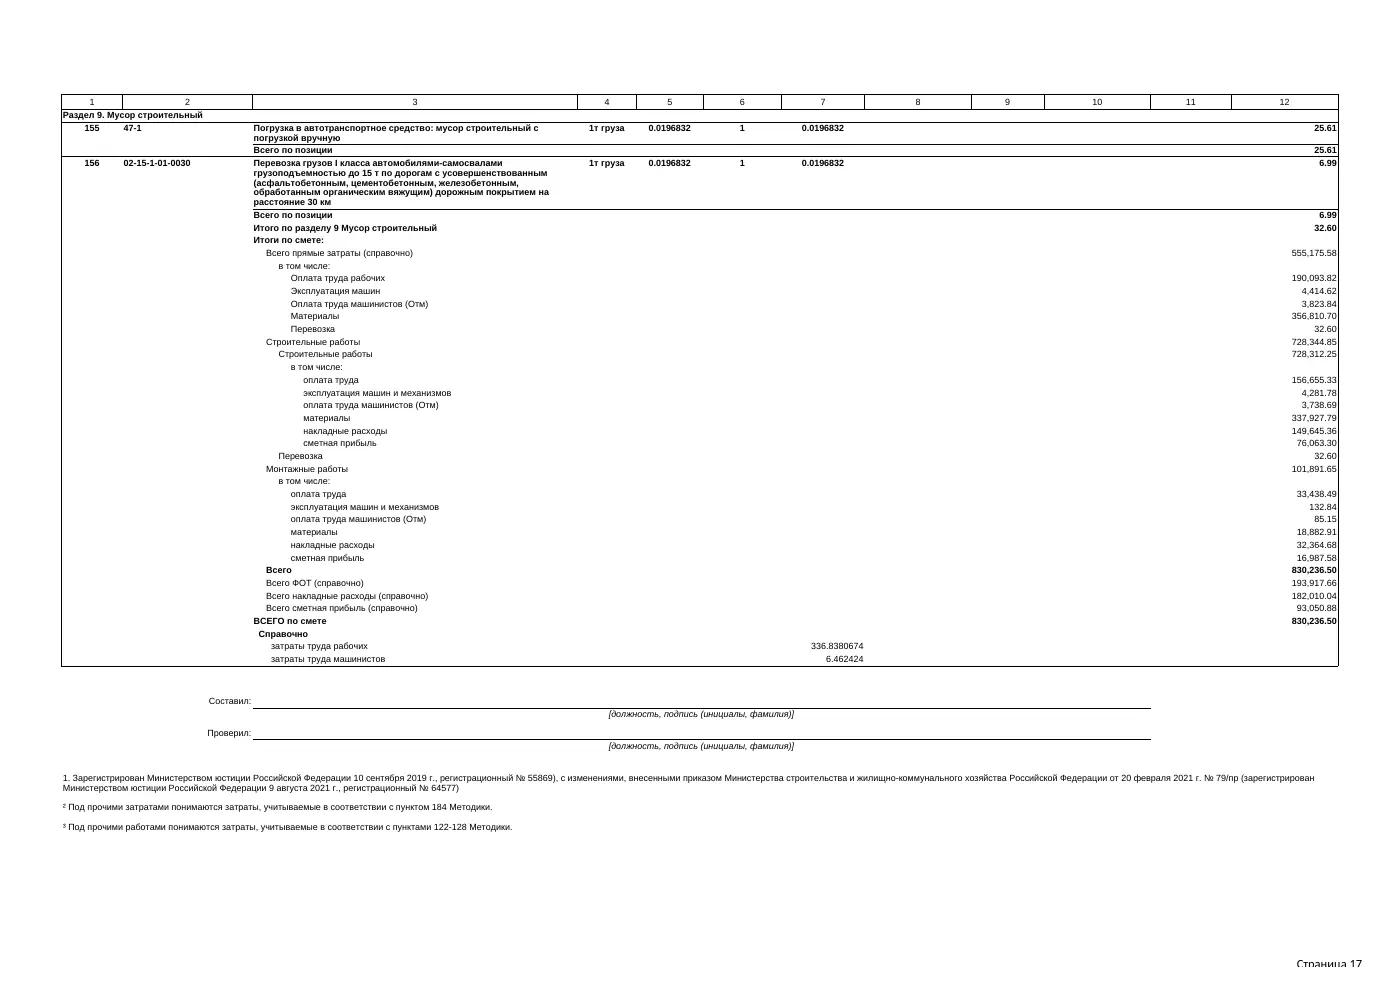 1 2 3 4 5 6 7 8 9 10 11 12
Раздел 9. Мусор строительный
155 47-1 Погрузка в автотранспортное средство: мусор строительный с 1т груза 0.0196832 1 0.0196832 25.61
погрузкой вручную
Всего по позиции 25.61
156 02-15-1-01-0030 Перевозка грузов I класса автомобилями-самосвалами 1т груза 0.0196832 1 0.0196832 6.99
грузоподъемностью до 15 т по дорогам с усовершенствованным
(асфальтобетонным, цементобетонным, железобетонным,
обработанным органическим вяжущим) дорожным покрытием на
расстояние 30 км
Всего по позиции 6.99
Итого по разделу 9 Мусор строительный 32.60
Итоги по смете:
Всего прямые затраты (справочно) 555,175.58
в том числе:
Оплата труда рабочих 190,093.82
Эксплуатация машин 4,414.62
Оплата труда машинистов (Отм) 3,823.84
Материалы 356,810.70
Перевозка 32.60
Строительные работы 728,344.85
Строительные работы 728,312.25
в том числе:
оплата труда 156,655.33
эксплуатация машин и механизмов 4,281.78
оплата труда машинистов (Отм) 3,738.69
материалы 337,927.79
накладные расходы 149,645.36
сметная прибыль 76,063.30
Перевозка 32.60
Монтажные работы 101,891.65
в том числе:
оплата труда 33,438.49
эксплуатация машин и механизмов 132.84
оплата труда машинистов (Отм) 85.15
материалы 18,882.91
накладные расходы 32,364.68
сметная прибыль 16,987.58
Всего 830,236.50
Всего ФОТ (справочно) 193,917.66
Всего накладные расходы (справочно) 182,010.04
Всего сметная прибыль (справочно) 93,050.88
ВСЕГО по смете 830,236.50
Справочно
затраты труда рабочих 336.8380674
затраты труда машинистов 6.462424
Составил:
[должность, подпись (инициалы, фамилия)]
Проверил:
[должность, подпись (инициалы, фамилия)]
1. Зарегистрирован Министерством юстиции Российской Федерации 10 сентября 2019 г., регистрационный № 55869), с изменениями, внесенными приказом Министерства строительства и жилищно-коммунального хозяйства Российской Федерации от 20 февраля 2021 г. № 79/пр (зарегистрирован
Министерством юстиции Российской Федерации 9 августа 2021 г., регистрационный № 64577)
² Под прочими затратами понимаются затраты, учитываемые в соответствии с пунктом 184 Методики.
³ Под прочими работами понимаются затраты, учитываемые в соответствии с пунктами 122-128 Методики.
Страница 17